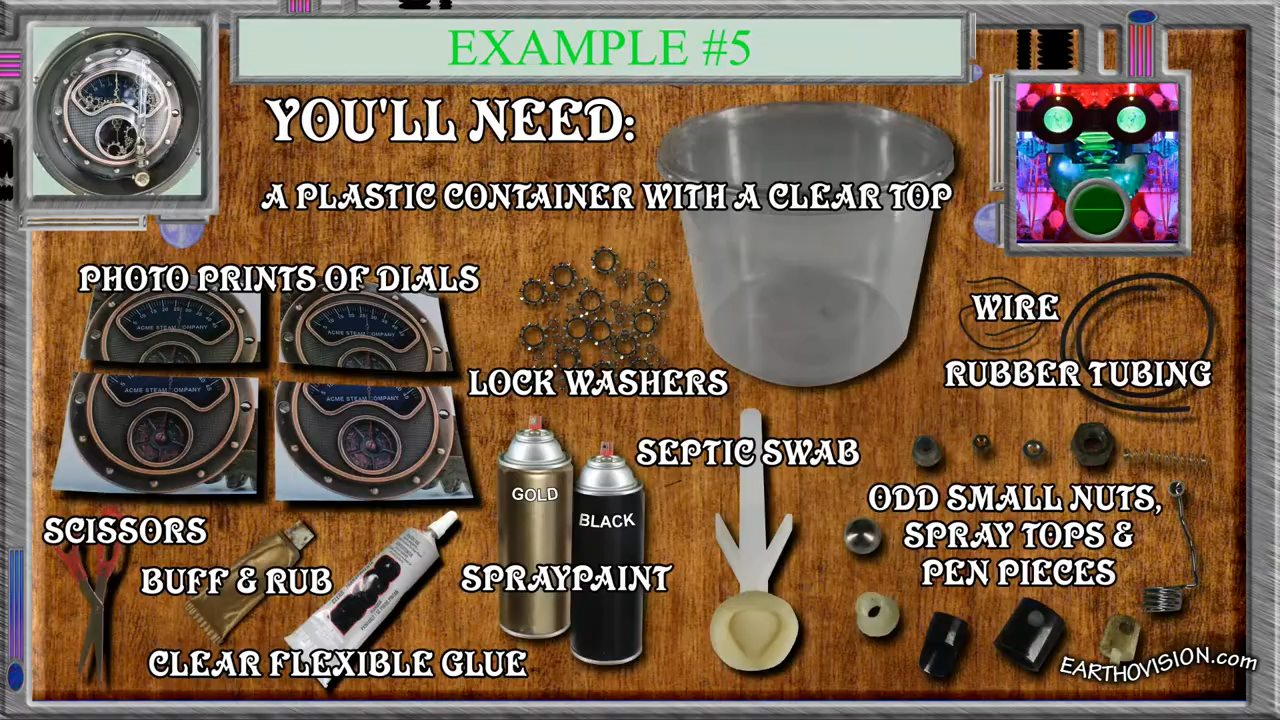 EXAMPLE #5
YOU'LL NEED:
A PLASTIC CONTAINER WITH A CLEAR TOP
PHOTO PRINTS OF DIALS
ACME STEAM COMPANY
ACME STEAM COMPANY
ACME STEAM COMPANY
ACME STEAM COMPANY
LOCK WASHERS
WIRE
RUBBER TUBING
SEPTIC SWAB
GOLD
BLACK
SPRAYPAINT
ODD SMALL NUTS,
SPRAY TOPS &
PEN PIECES
SCISSORS
BUFF & RUB
CLEAR FLEXIBLE GLUE
EARTHOVISION.com